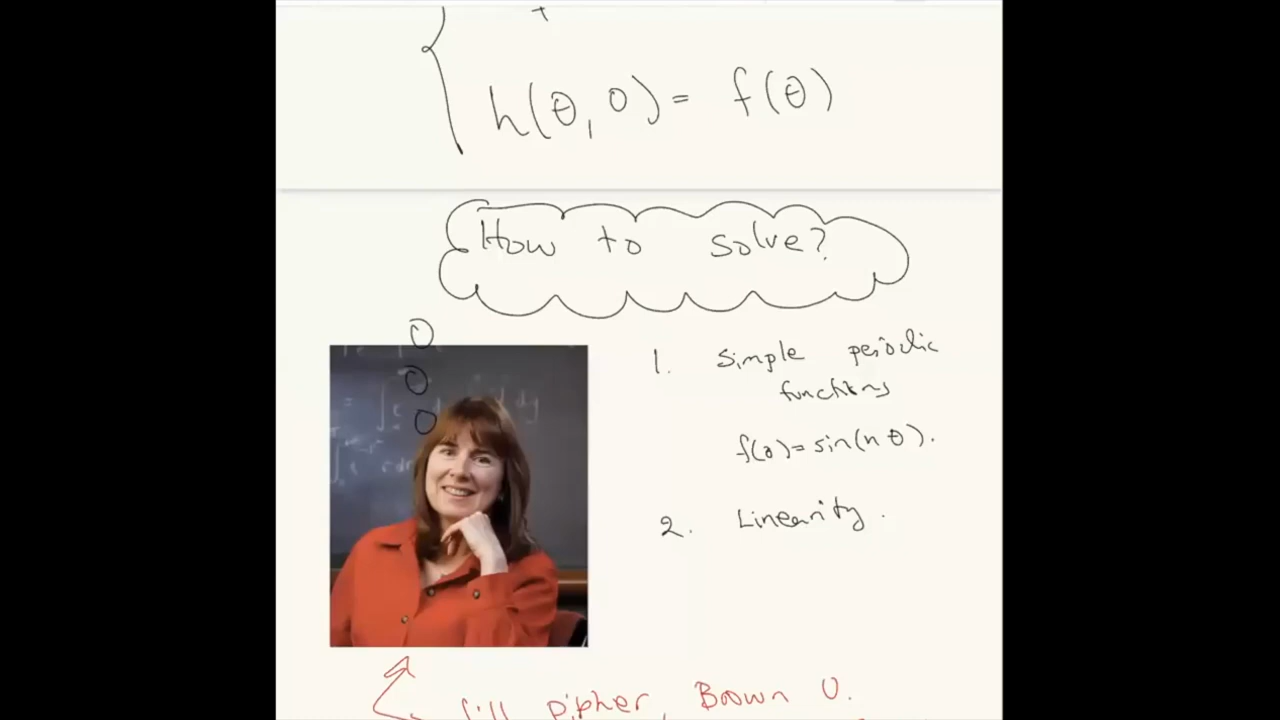 h(θ, 0) = f(θ)
How to solve?
1. Simple periodic
functions
f(θ) = sin(nθ).
2. Linearity.
Jill Pipher, Brown U.